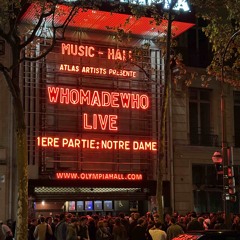 MUSIC - HALL
ATLAS ARTISTS PRÉSENTE
WHOMADEWHO
LIVE
1ERE PARTIE: NOTRE DAME
WWW.OLYMPIAHALL.COM